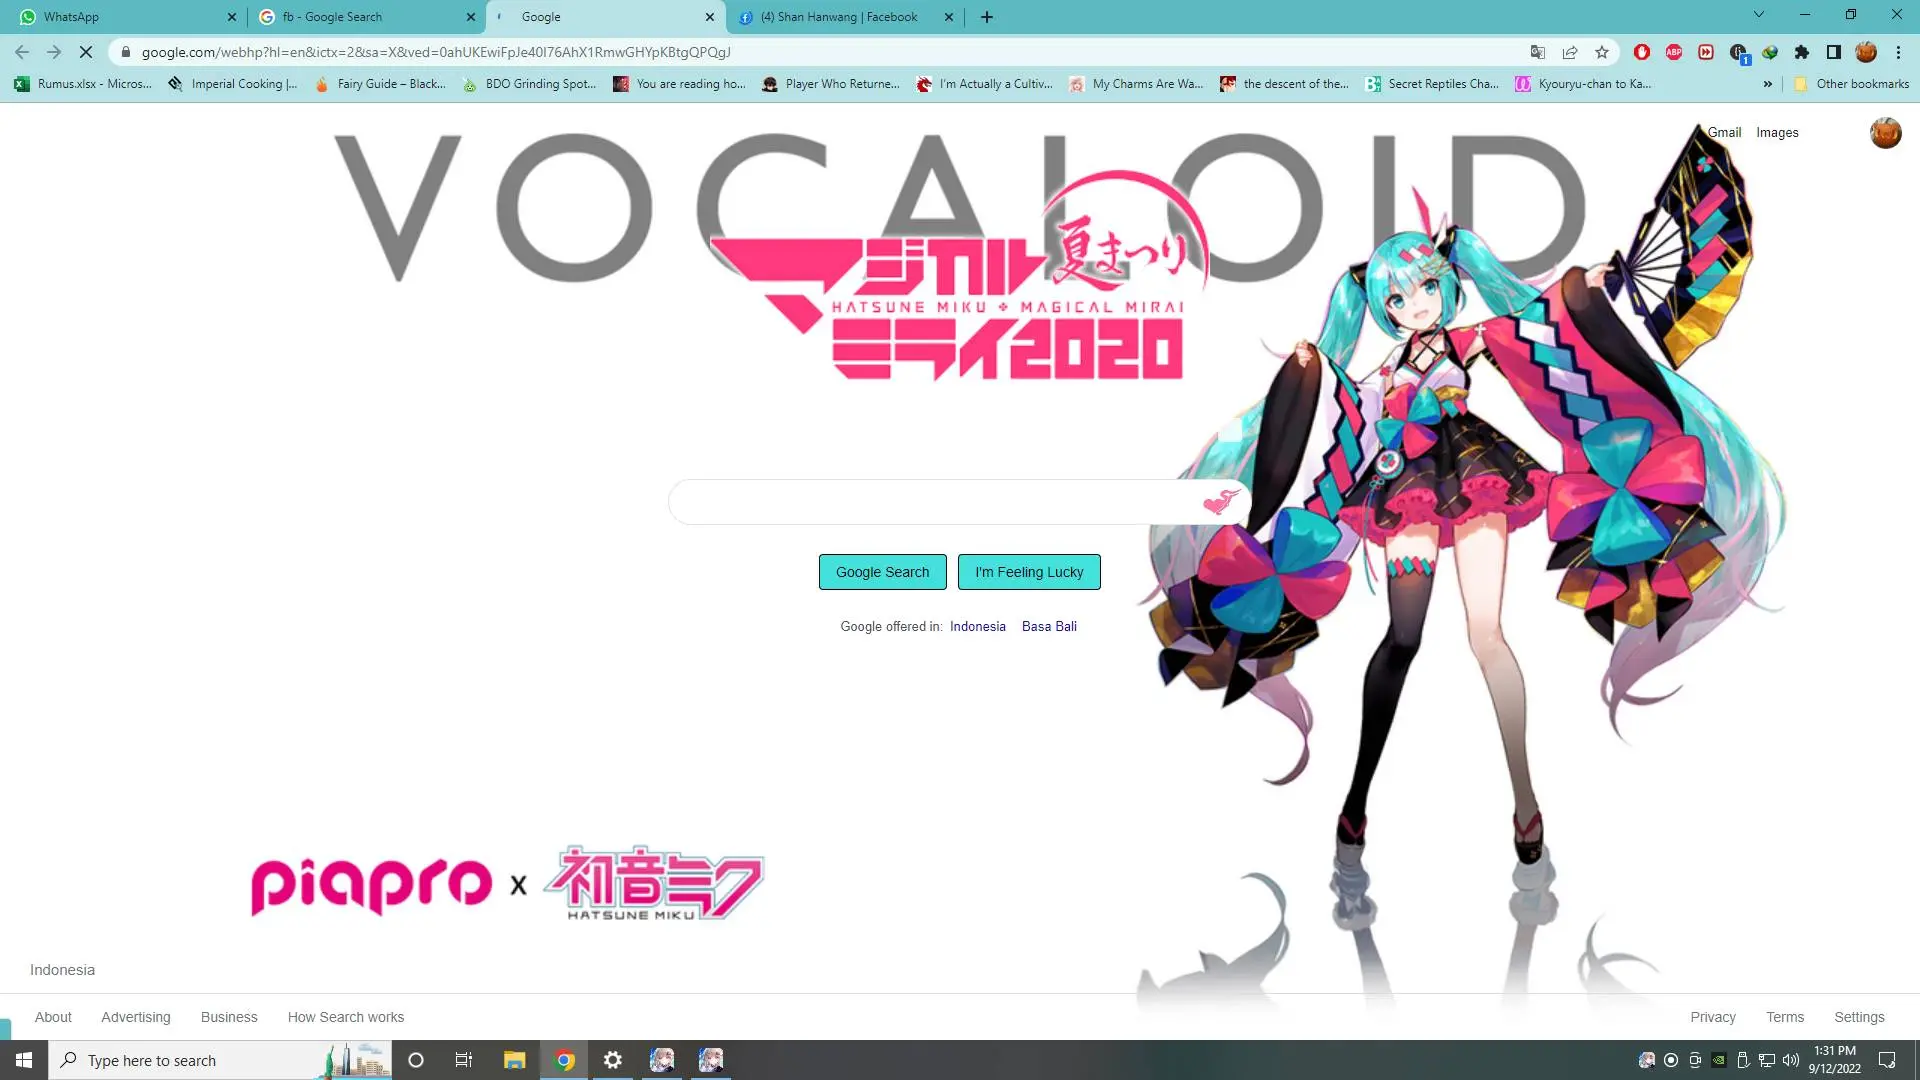 WhatsApp
fb - Google Search
Google
(4) Shan Hanwang | Facebook
google.com/webhp?hl=en&ictx=2&sa=X&ved=0ahUKEwiFpJe40I76AhX1RmwGHYpKBtgQPQgJ
ABP
1
Rumus.xlsx - Micros...
Imperial Cooking |...
Fairy Guide – Black...
BDO Grinding Spot...
You are reading ho...
Player Who Returne...
I'm Actually a Cultiv...
My Charms Are Wa...
the descent of the...
Secret Reptiles Cha...
Kyouryu-chan to Ka...
»
Other bookmarks
Gmail
Images
VOCALOID
夏まつり
マジカル
HATSUNE MIKU MAGICAL MIRAI
ミライ2020
Google Search
I'm Feeling Lucky
Google offered in: Indonesia Basa Bali
piapro x 初音ミク
HATSUNE MIKU
Indonesia
About
Advertising
Business
How Search works
Privacy
Terms
Settings
Type here to search
1:31 PM
9/12/2022